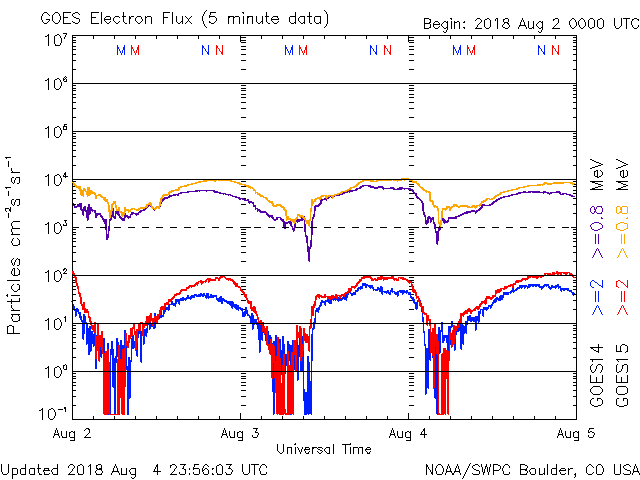 GOES Electron Flux (5 minute data)
Begin: 2018 Aug 2 0000 UTC
M M N N M M N N M M N N
10⁷
10⁶
10⁵
10⁴
10³
10²
10¹
10⁰
10⁻¹
Particles cm⁻²s⁻¹sr⁻¹
Aug 2 Aug 3 Aug 4 Aug 5
Universal Time
GOES14 >=2 >=0.8 MeV
GOES15 >=2 >=0.8 MeV
Updated 2018 Aug 4 23:56:03 UTC
NOAA/SWPC Boulder, CO USA